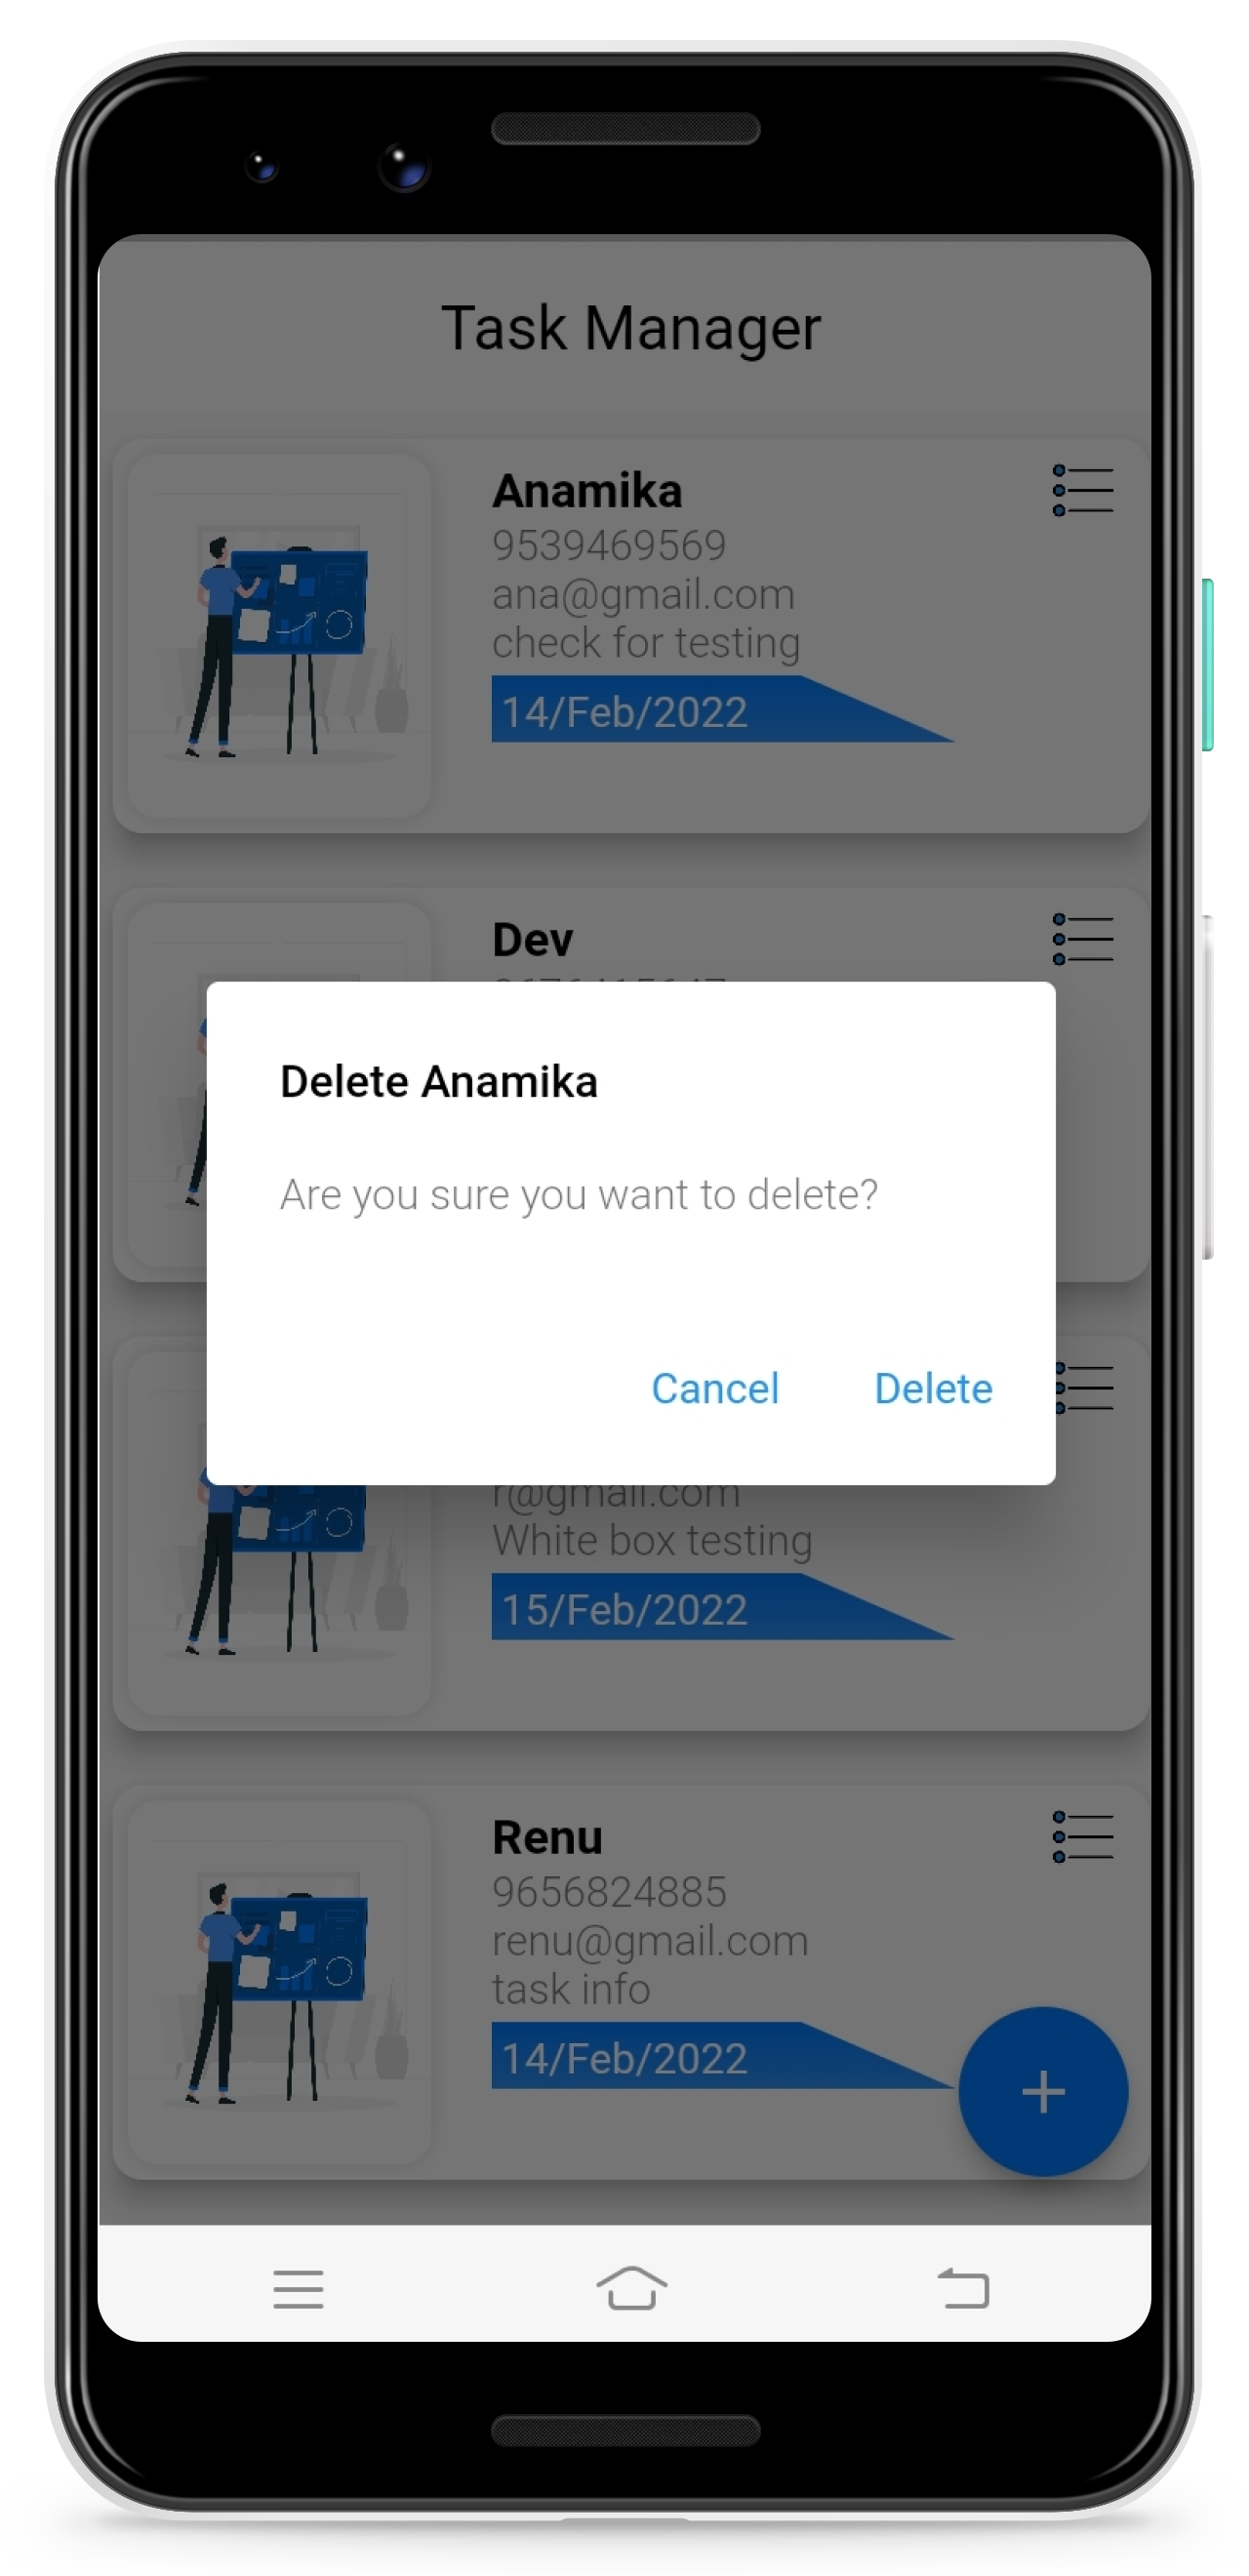 Task Manager
Anamika
9539469569
ana@gmail.com
check for testing
14/Feb/2022
Dev
Delete Anamika
Are you sure you want to delete?
Cancel
Delete
r@gmail.com
White box testing
15/Feb/2022
Renu
9656824885
renu@gmail.com
task info
14/Feb/2022
+